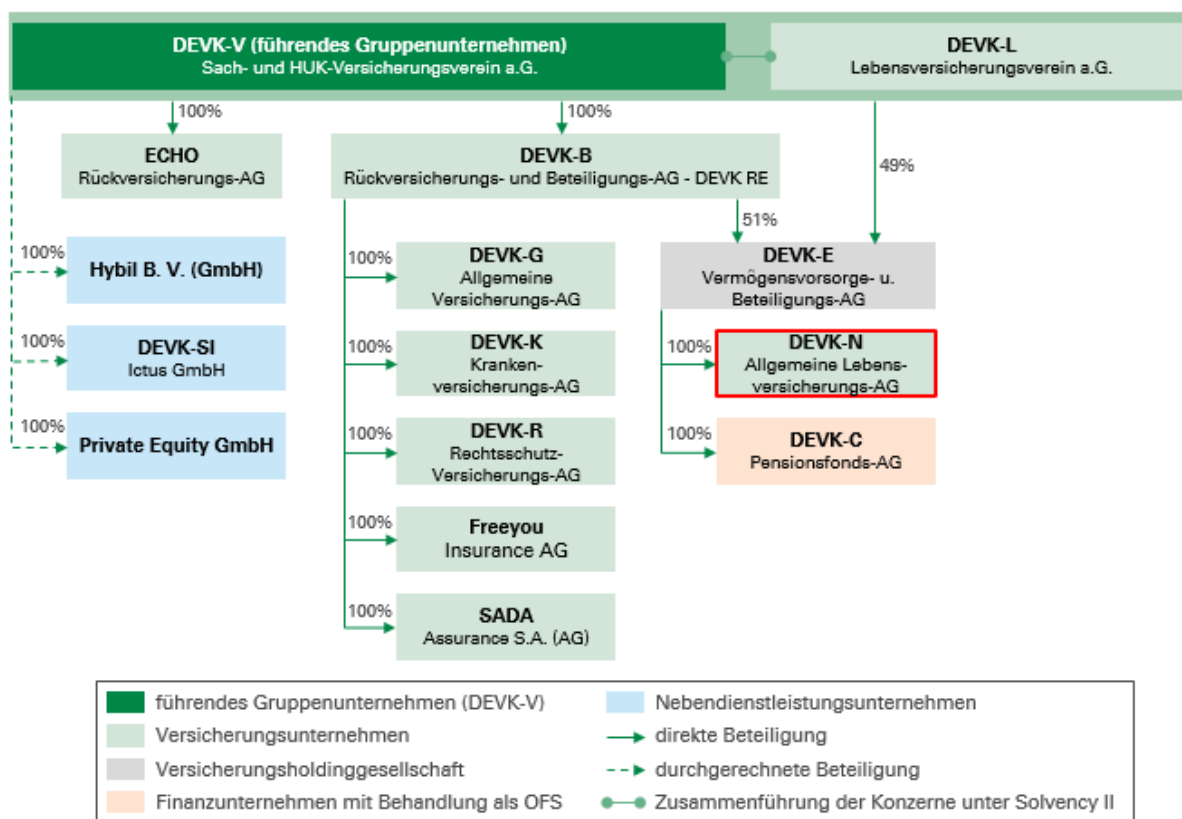 DEVK-V (führendes Gruppenunternehmen)
Sach- und HUK-Versicherungsverein a.G.
DEVK-L
Lebensversicherungsverein a.G.
100%
100%
49%
ECHO
Rückversicherungs-AG
DEVK-B
Rückversicherungs- und Beteiligungs-AG - DEVK RE
51%
100%
Hybil B. V. (GmbH)
100%
DEVK-G
Allgemeine
Versicherungs-AG
DEVK-E
Vermögensvorsorge- u.
Beteiligungs-AG
100%
DEVK-SI
Ictus GmbH
100%
DEVK-K
Kranken-
versicherungs-AG
100%
DEVK-N
Allgemeine Lebens-
versicherungs-AG
100%
Private Equity GmbH
100%
DEVK-R
Rechtsschutz-
Versicherungs-AG
100%
DEVK-C
Pensionsfonds-AG
100%
Freeyou
Insurance AG
100%
SADA
Assurance S.A. (AG)
führendes Gruppenunternehmen (DEVK-V)
Versicherungsunternehmen
Versicherungsholdinggesellschaft
Finanzunternehmen mit Behandlung als OFS
Nebendienstleistungsunternehmen
direkte Beteiligung
durchgerechnete Beteiligung
Zusammenführung der Konzerne unter Solvency II